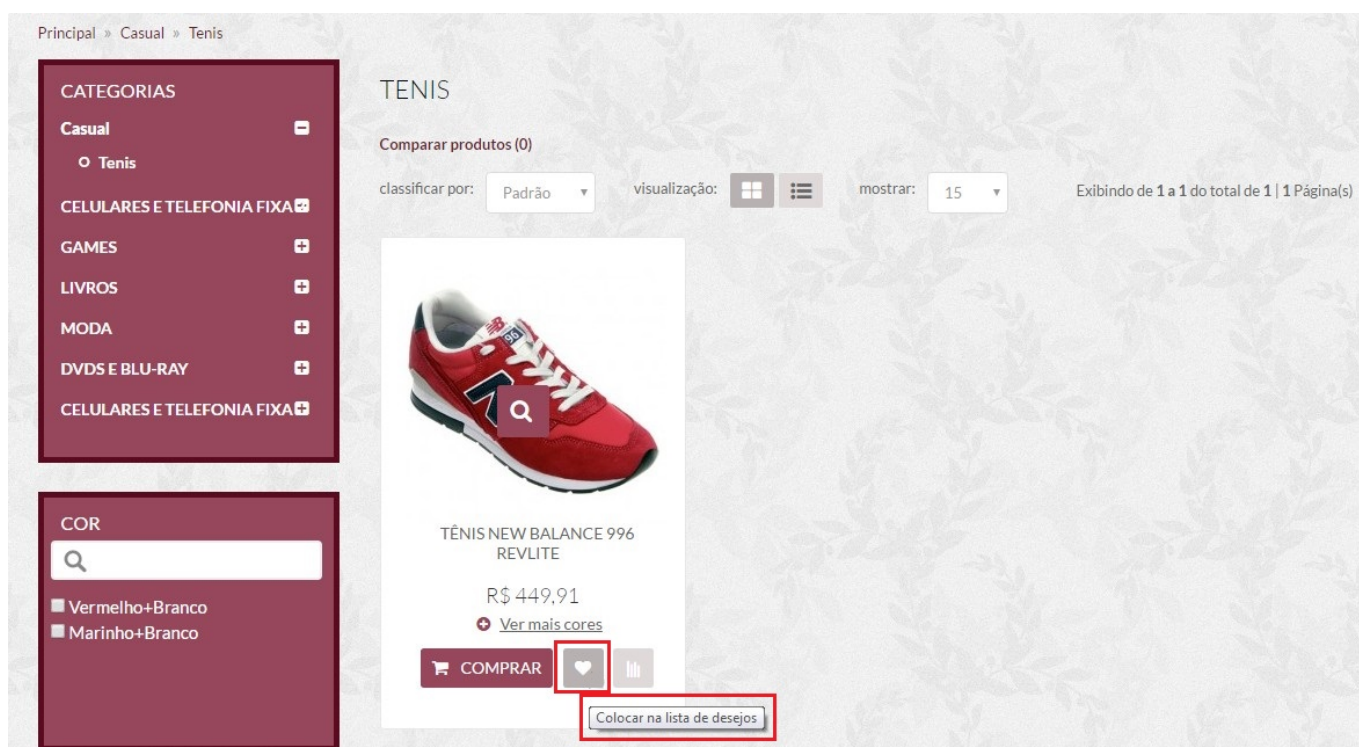 Principal » Casual » Tenis
CATEGORIAS
Casual
Tenis
CELULARES E TELEFONIA FIXA
GAMES
LIVROS
MODA
DVDS E BLU-RAY
CELULARES E TELEFONIA FIXA
COR
Vermelho+Branco
Marinho+Branco
TENIS
Comparar produtos (0)
classificar por: Padrão visualização: mostrar: 15 Exibindo de 1 a 1 do total de 1 | 1 Página(s)
NB
996
N
TÊNIS NEW BALANCE 996
REVLITE
R$ 449,91
Ver mais cores
COMPRAR
Colocar na lista de desejos